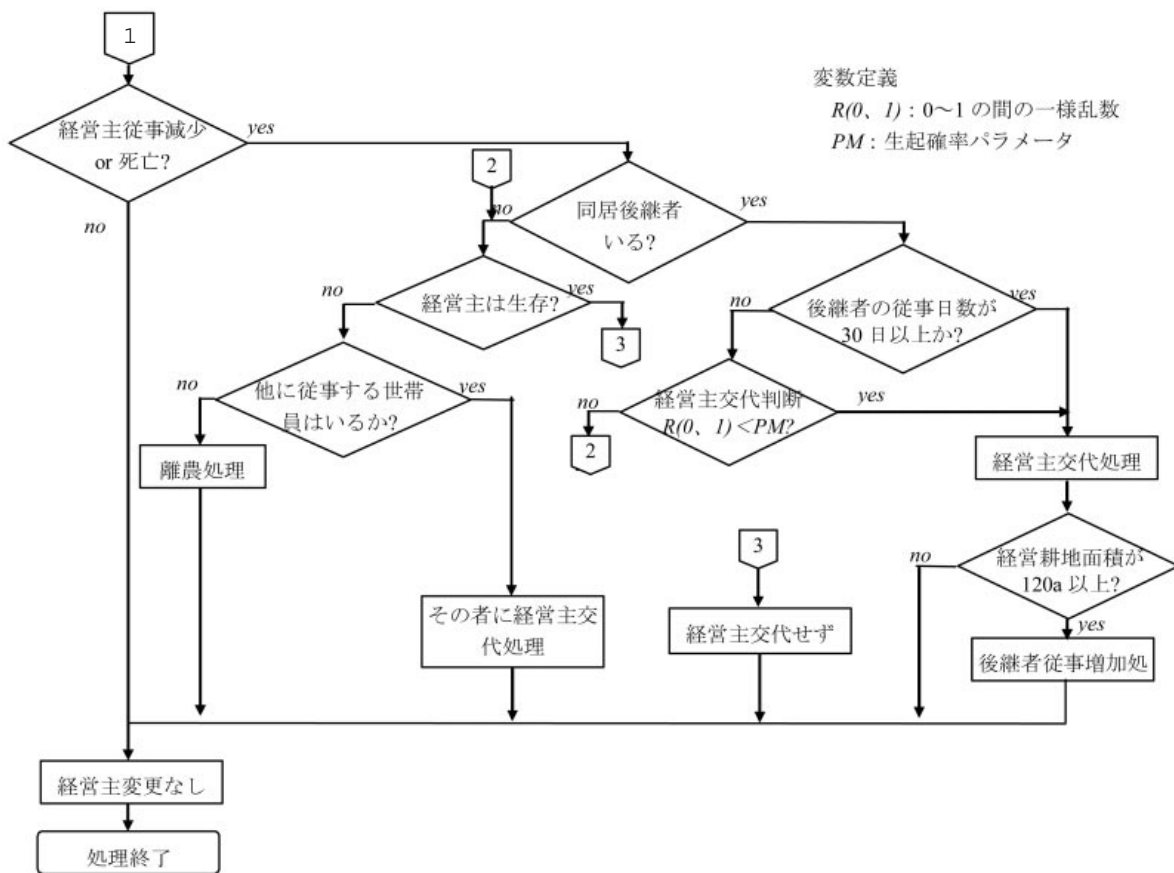 1
変数定義
R(0、1)：0～1 の間の一様乱数
PM：生起確率パラメータ
経営主従事減少
or 死亡?
yes
no
2
no
同居後継者
いる?
yes
no
経営主は生存?
yes
3
no
後継者の従事日数が
30 日以上か?
yes
no
他に従事する世帯
員はいるか?
yes
no
経営主交代判断
R(0、1)＜PM?
yes
2
離農処理
経営主交代処理
3
no
経営耕地面積が
120a 以上?
yes
その者に経営主交
代処理
経営主交代せず
後継者従事増加処
経営主変更なし
処理終了